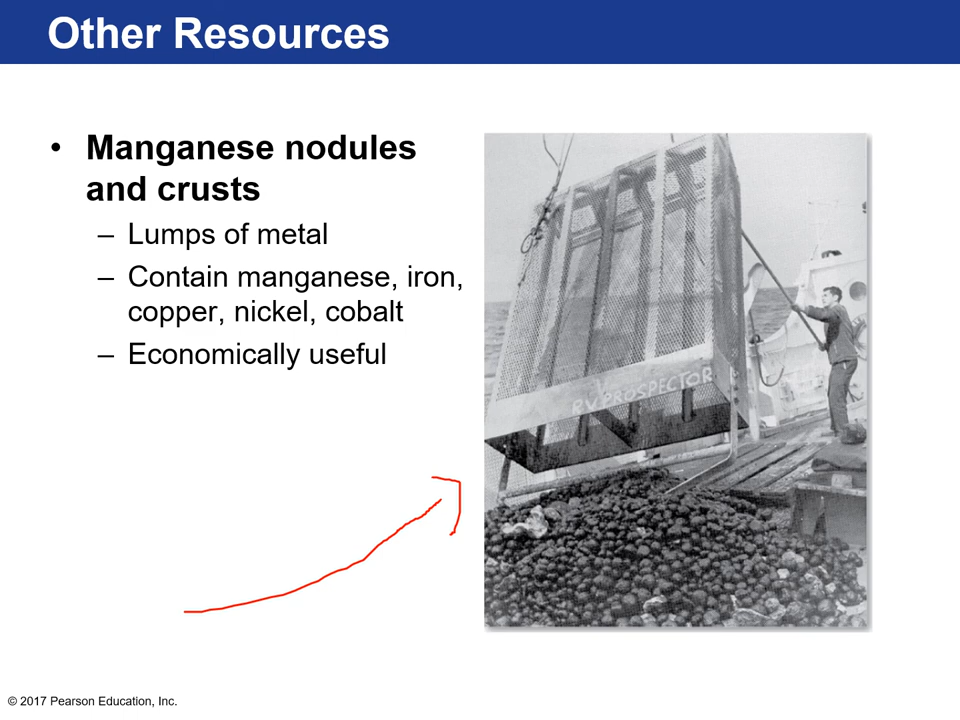 Other Resources
• Manganese nodules
and crusts
– Lumps of metal
– Contain manganese, iron,
copper, nickel, cobalt
– Economically useful
RV PROSPECTOR
© 2017 Pearson Education, Inc.